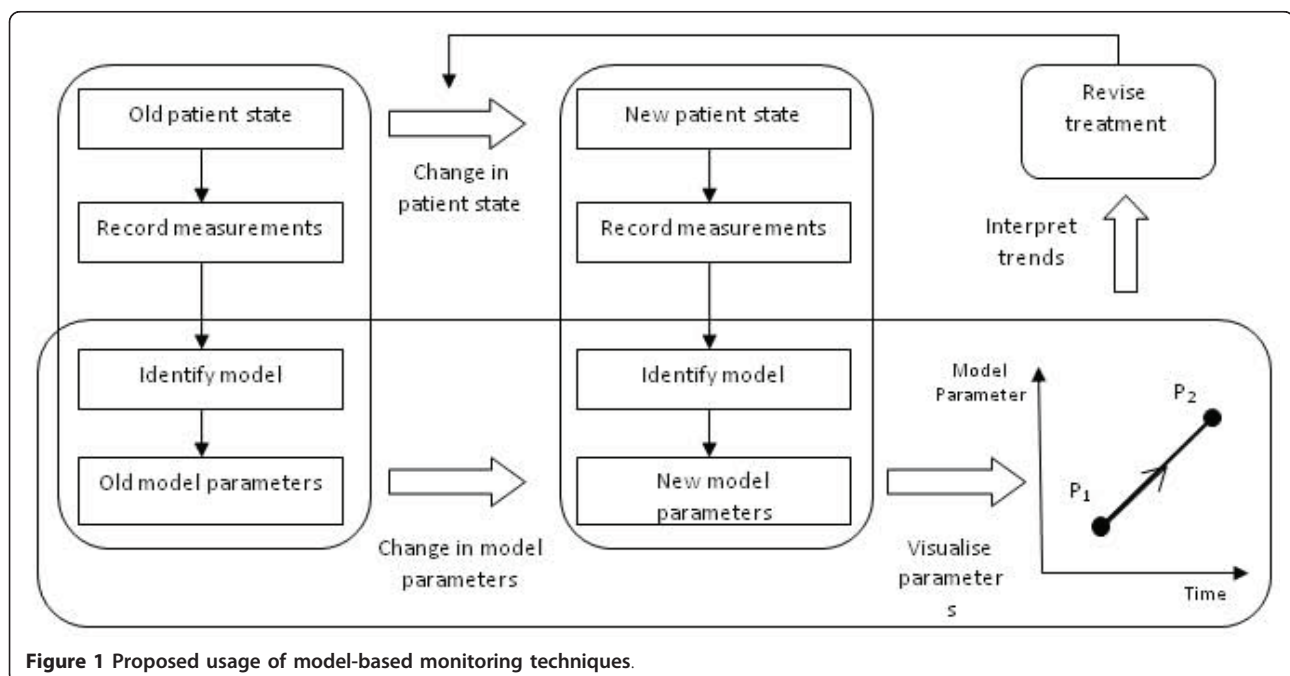 Old patient state
Record measurements
Identify model
Old model parameters
Change in
patient state
Change in model
parameters
New patient state
Record measurements
Identify model
New model
parameters
Visualise
parameter
s
Revise
treatment
Interpret
trends
Model
Parameter
P2
P1
Time
Figure 1 Proposed usage of model-based monitoring techniques.